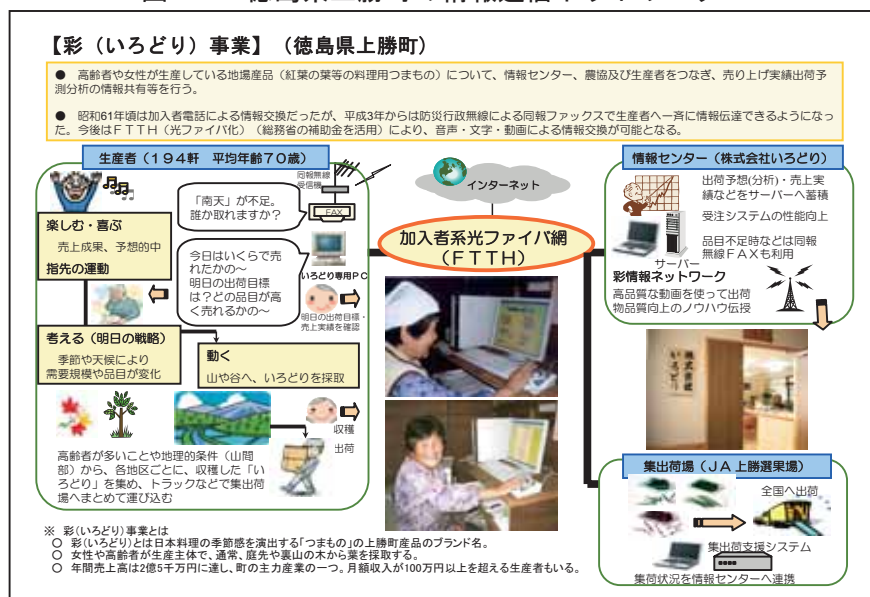 【彩（いろどり）事業】（徳島県上勝町）
● 高齢者や女性が生産している地場産品（紅葉の葉等の料理用つまもの）について、情報センター、農協及び生産者をつなぎ、売り上げ実績出荷予
測分析の情報共有等を行う。
● 昭和61年頃は加入者電話による情報交換だったが、平成3年からは防災行政無線による同報ファックスで生産者へ一斉に情報伝達できるようになっ
た。今後はＦＴＴＨ（光ファイバ化）（総務省の補助金を活用）により、音声・文字・動画による情報交換が可能となる。
生産者（１９４軒　平均年齢７０歳）
同報無線
受信機
FAX
「南天」が不足。
誰か取れますか？
楽しむ・喜ぶ
売上成果、予想的中
指先の運動
今日はいくらで売
れたかの～
明日の出荷目標
は？どの品目が高
く売れるかの～
いろどり専用ＰＣ
明日の出荷目標・
売上実績を確認
考える（明日の戦略）
季節や天候により
需要規模や品目が変化
動く
山や谷へ、いろどりを採取
収穫
出荷
高齢者が多いことや地理的条件（山間
部）から、各地区ごとに、収穫した「い
ろどり」を集め、トラックなどで集出荷
場へまとめて運び込む
インターネット
加入者系光ファイバ網
（ＦＴＴＨ）
情報センター（株式会社いろどり）
出荷予想(分析)・売上実
績などをサーバーへ蓄積
受注システムの性能向上
品目不足時などは同報
無線ＦＡＸも利用
サーバー
彩情報ネットワーク
高品質な動画を使って出荷
物品質向上のノウハウ伝授
株式会社
いろどり
集出荷場（ＪＡ上勝選果場）
全国へ出荷
集出荷支援システム
集荷状況を情報センターへ連携
※ 彩(いろどり)事業とは
○ 彩(いろどり)とは日本料理の季節感を演出する「つまもの」の上勝町産品のブランド名。
○ 女性や高齢者が生産主体で、通常、庭先や裏山の木から葉を採取する。
○ 年間売上高は2億5千万円に達し、町の主力産業の一つ。月額収入が100万円以上を超える生産者もいる。